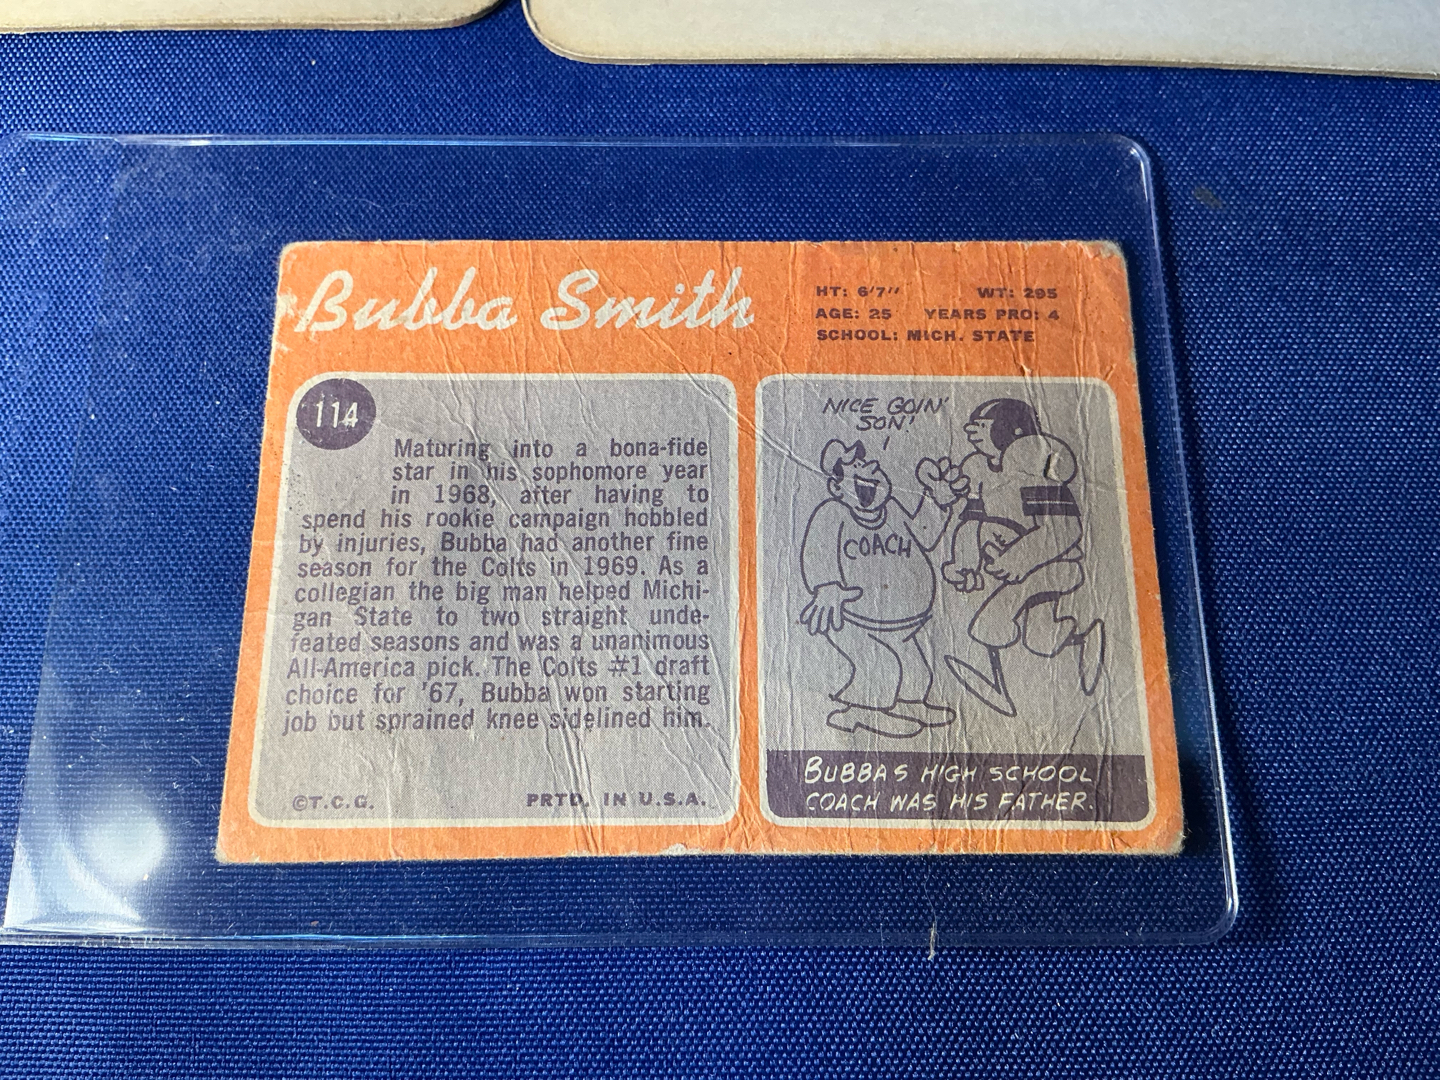 Bubba Smith
HT: 6'7" WT: 295
AGE: 25 YEARS PRO: 4
SCHOOL: MICH. STATE
114
Maturing into a bona-fide
star in his sophomore year
in 1968, after having to
spend his rookie campaign hobbled
by injuries, Bubba had another fine
season for the Colts in 1969. As a
collegian the big man helped Michi-
gan State to two straight unde-
feated seasons and was a unanimous
All-America pick. The Colts #1 draft
choice for '67, Bubba won starting
job but sprained knee sidelined him.
©T.C.G. PRTD. IN U.S.A.
NICE GOIN'
SON!
COACH
BUBBA'S HIGH SCHOOL
COACH WAS HIS FATHER.